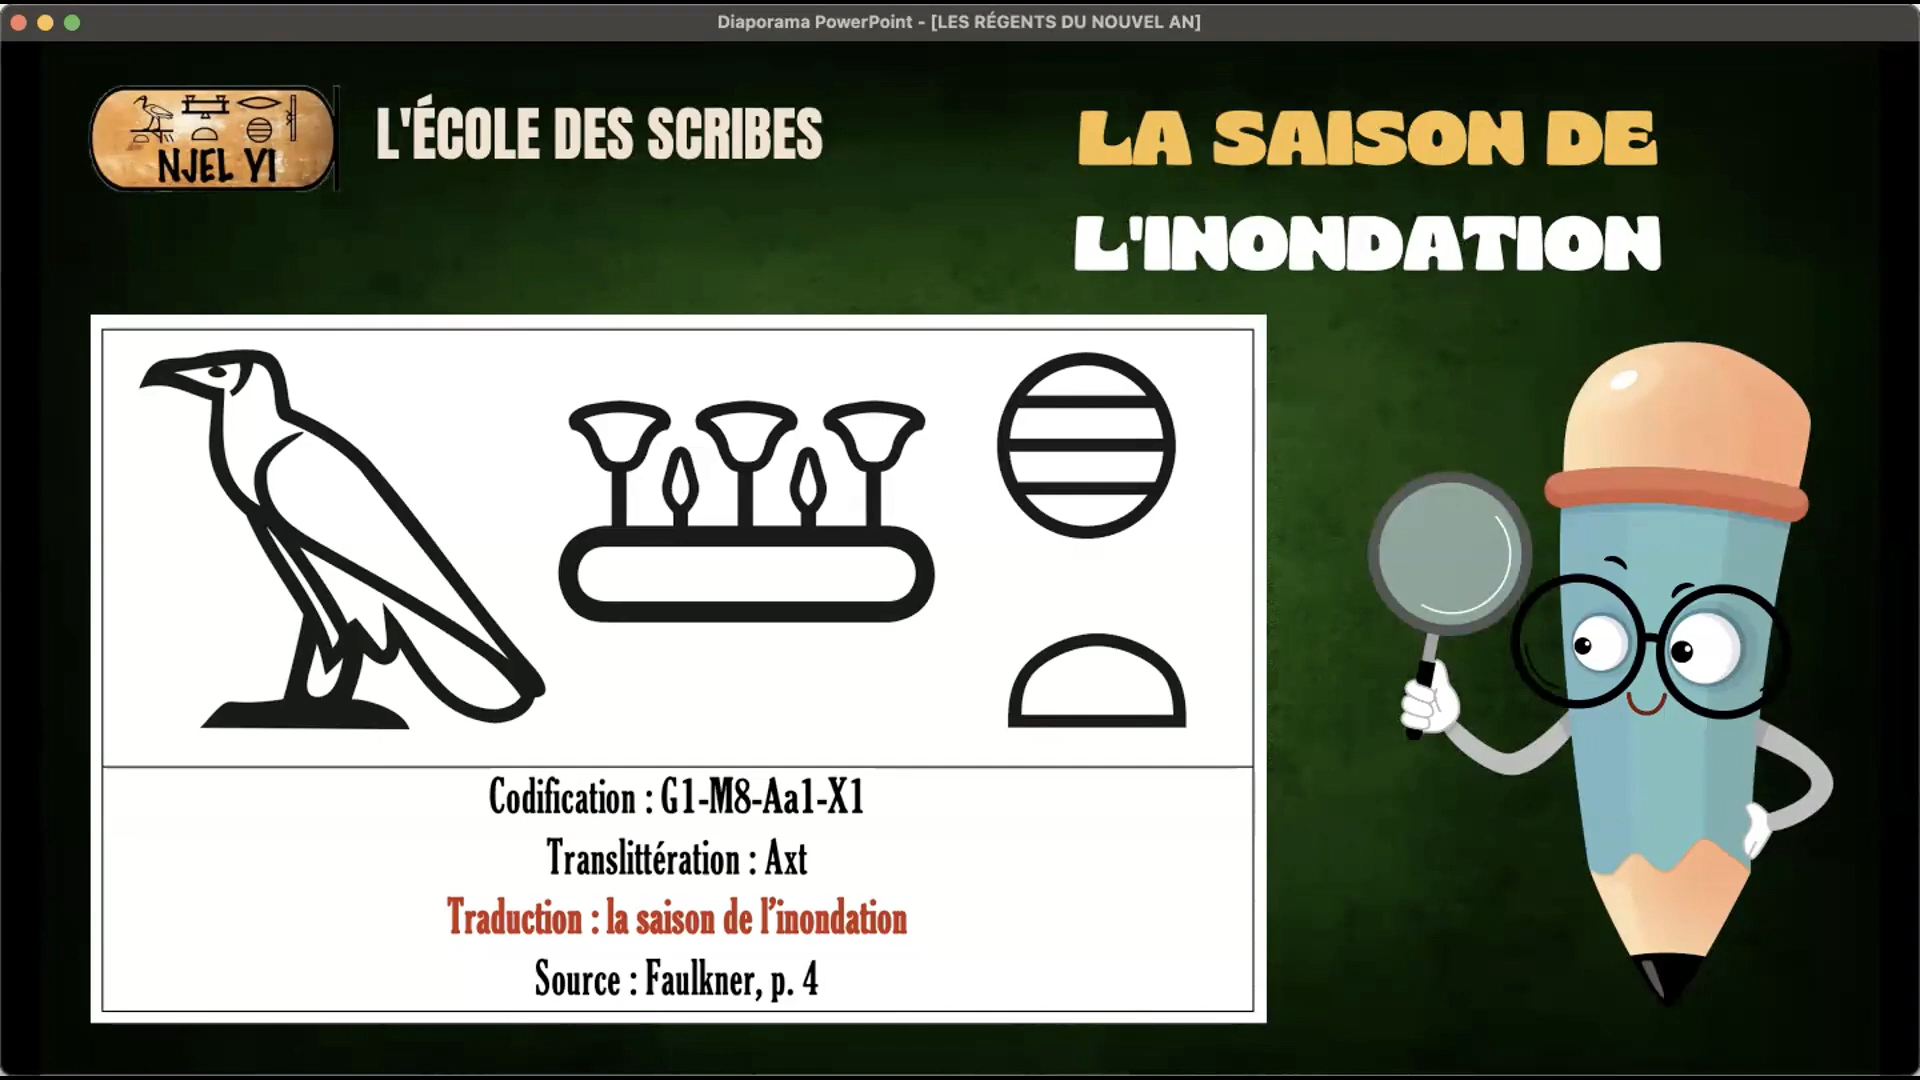 Diaporama PowerPoint - [LES RÉGENTS DU NOUVEL AN]
NJEL YI
L'ÉCOLE DES SCRIBES
LA SAISON DE
L'INONDATION
Codification : G1-M8-Aa1-X1
Translittération : Axt
Traduction : la saison de l’inondation
Source : Faulkner, p. 4